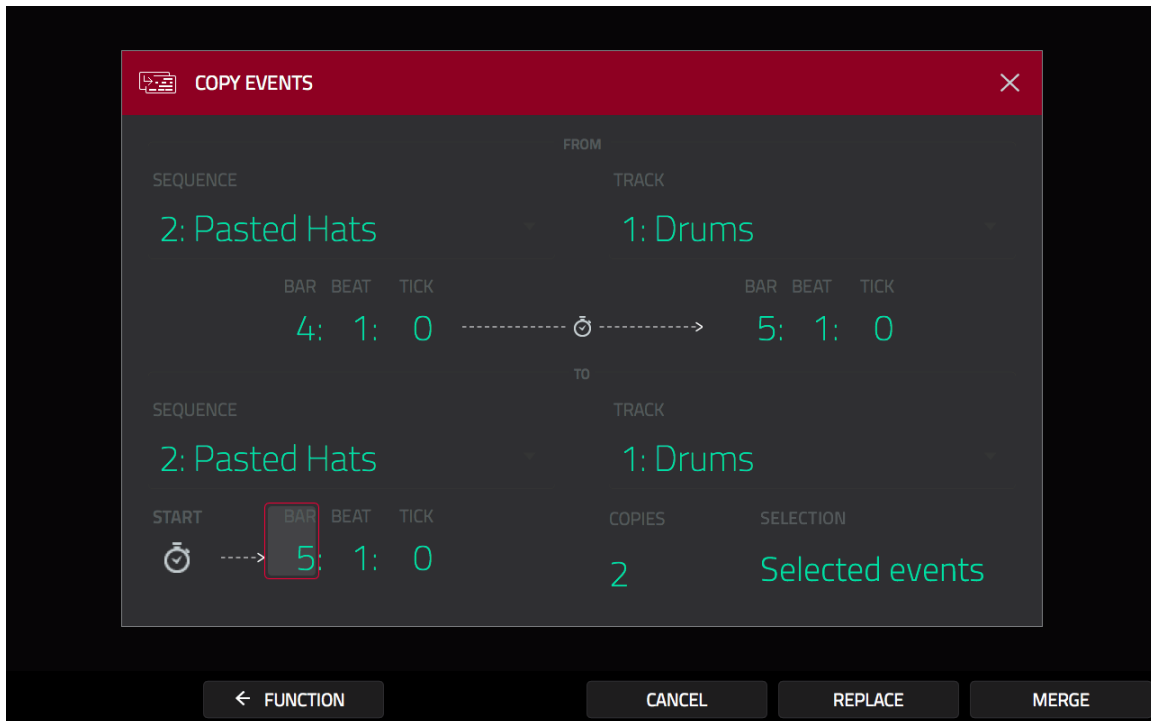 COPY EVENTS
FROM
SEQUENCE TRACK
2: Pasted Hats 1: Drums
BAR BEAT TICK BAR BEAT TICK
4: 1: 0 5: 1: 0
TO
SEQUENCE TRACK
2: Pasted Hats 1: Drums
START BAR BEAT TICK COPIES SELECTION
5: 1: 0 2 Selected events
FUNCTION CANCEL REPLACE MERGE